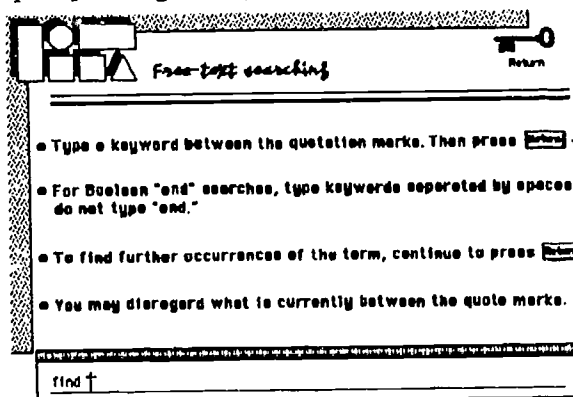 Free-text searching
Return
Type a keyword between the quotation marks. Then press Return
For Boolean "and" searches, type keywords separated by spaces
do not type "and."
To find further occurrences of the term, continue to press Return
You may disregard what is currently between the quote marks.
find